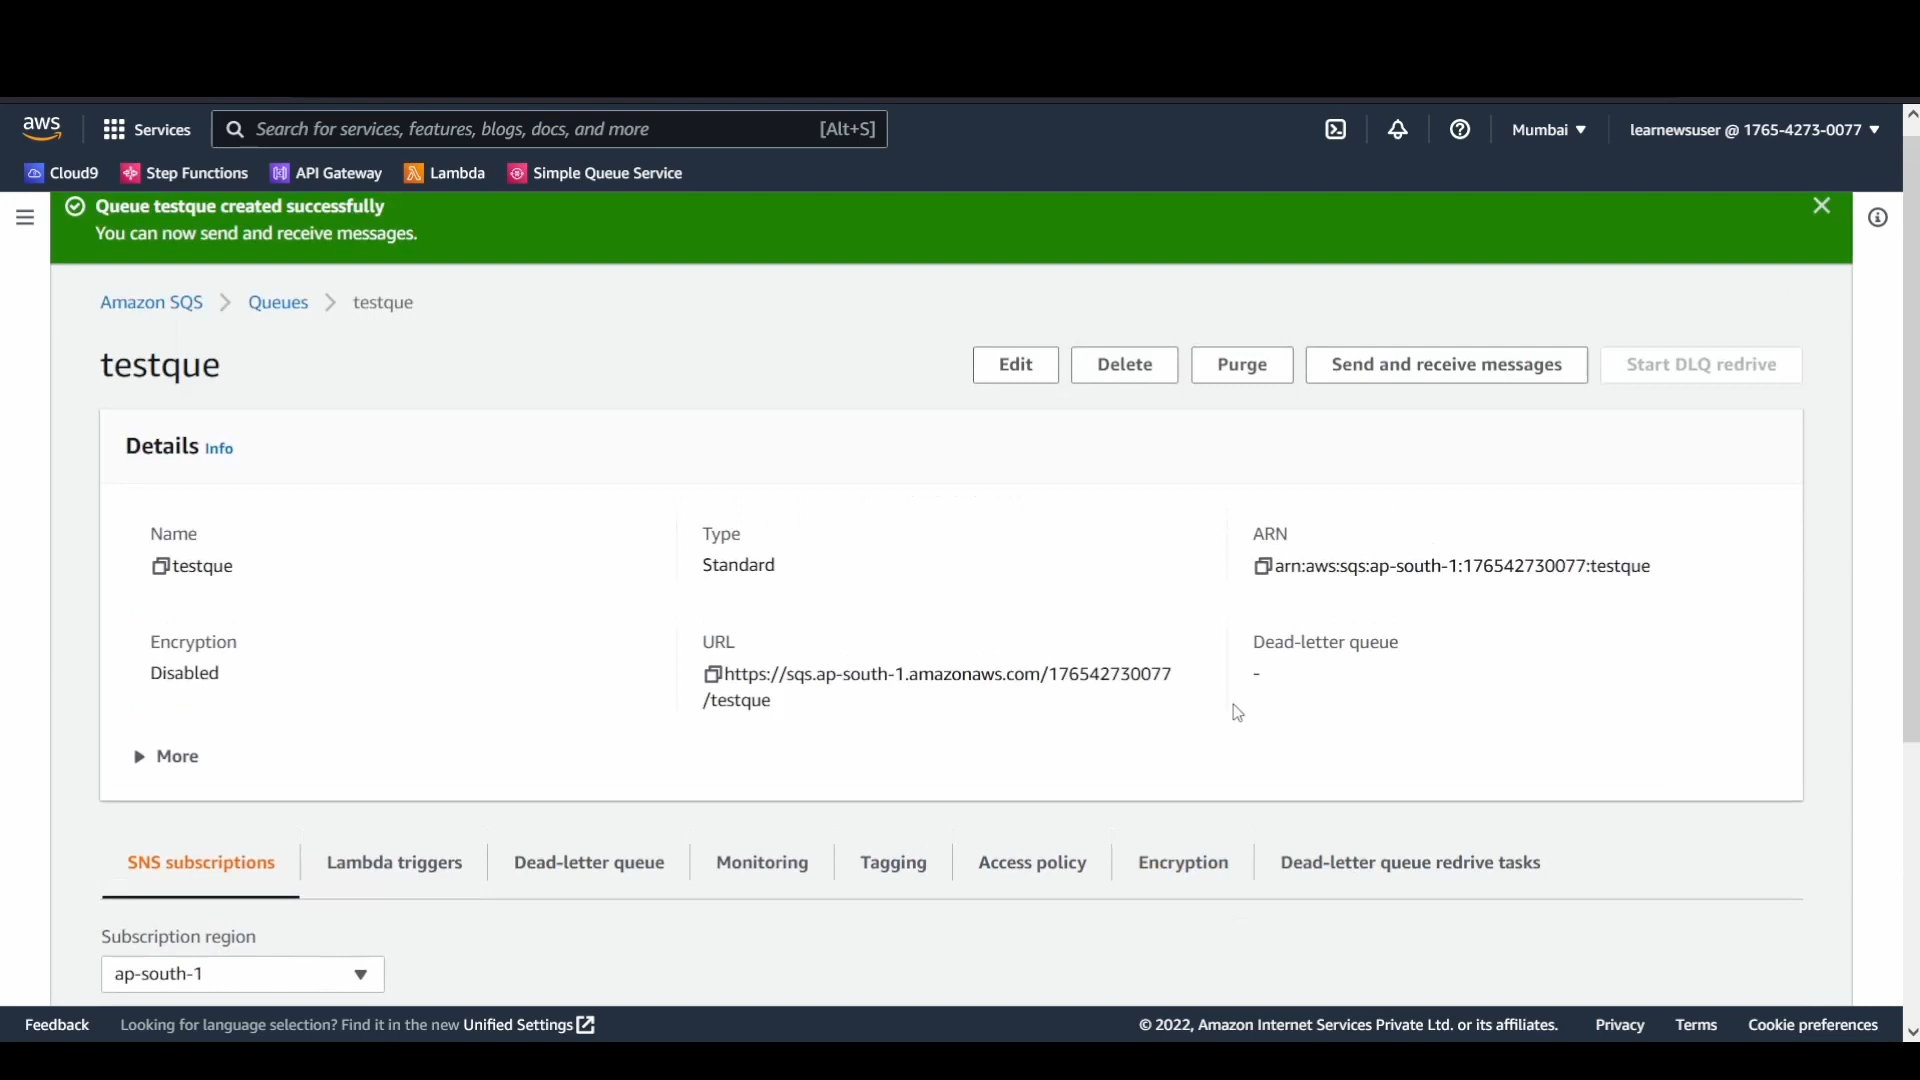 aws
Services
Search for services, features, blogs, docs, and more [Alt+S]
Mumbai
learnewsuser @ 1765-4273-0077
Cloud9
Step Functions
API Gateway
Lambda
Simple Queue Service
Queue testque created successfully
You can now send and receive messages.
Amazon SQS
Queues
testque
testque
Edit
Delete
Purge
Send and receive messages
Start DLQ redrive
Details Info
Name
testque
Type
Standard
ARN
arn:aws:sqs:ap-south-1:176542730077:testque
Encryption
Disabled
URL
https://sqs.ap-south-1.amazonaws.com/176542730077
/testque
Dead-letter queue
-
More
SNS subscriptions
Lambda triggers
Dead-letter queue
Monitoring
Tagging
Access policy
Encryption
Dead-letter queue redrive tasks
Subscription region
ap-south-1
Feedback
Looking for language selection? Find it in the new Unified Settings
© 2022, Amazon Internet Services Private Ltd. or its affiliates.
Privacy
Terms
Cookie preferences